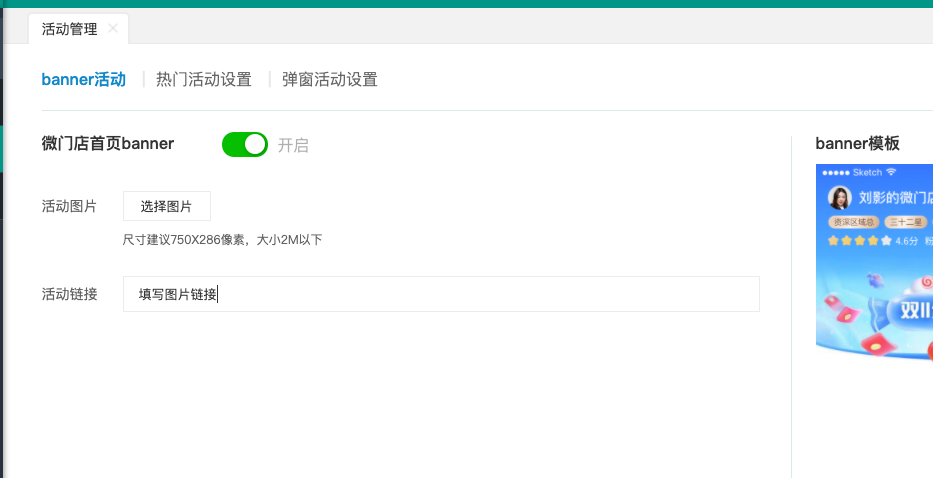 活动管理
banner活动 热门活动设置 弹窗活动设置
微门店首页banner 开启
banner模板
活动图片 选择图片
尺寸建议750X286像素，大小2M以下
活动链接 填写图片链接
Sketch
刘影的微门店
资深区域总 三十二星
4.6分 粉
双11